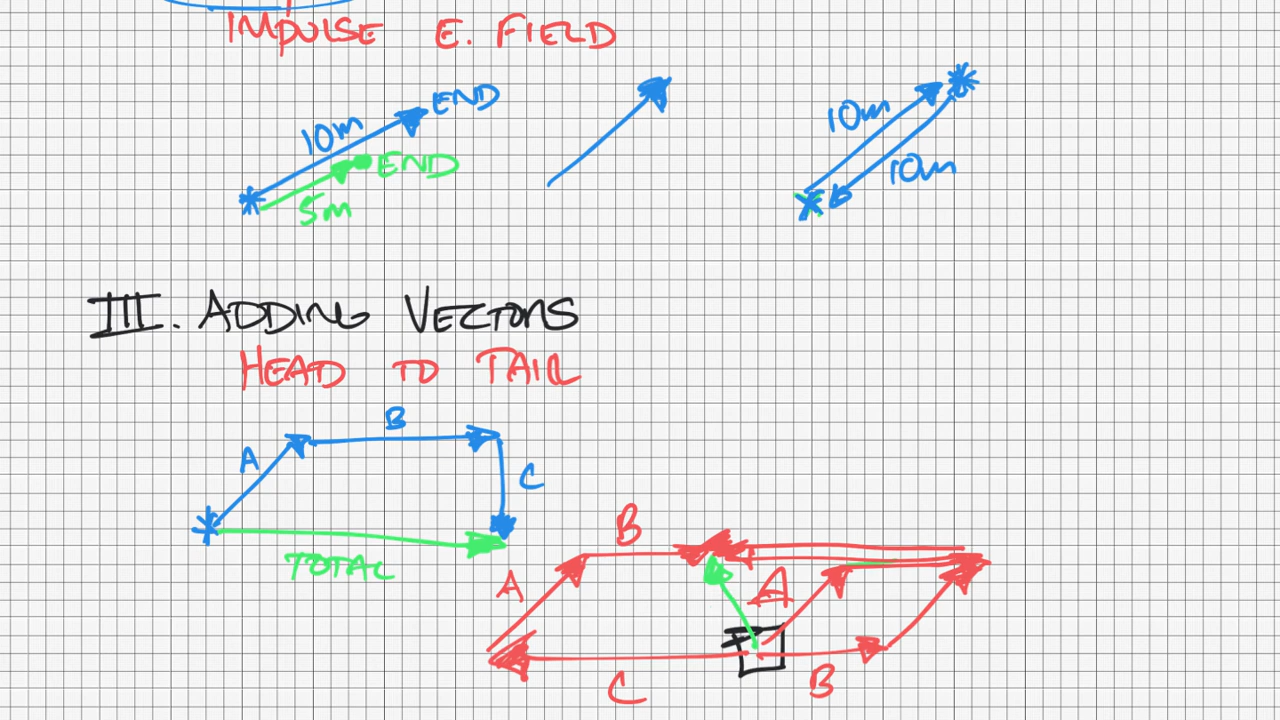 IMPULSE E. FIELD
10m END
END
5m
10m
10m
III. ADDING VECTORS
HEAD TO TAIL
B
A
C
TOTAL
B
A
A
C
B